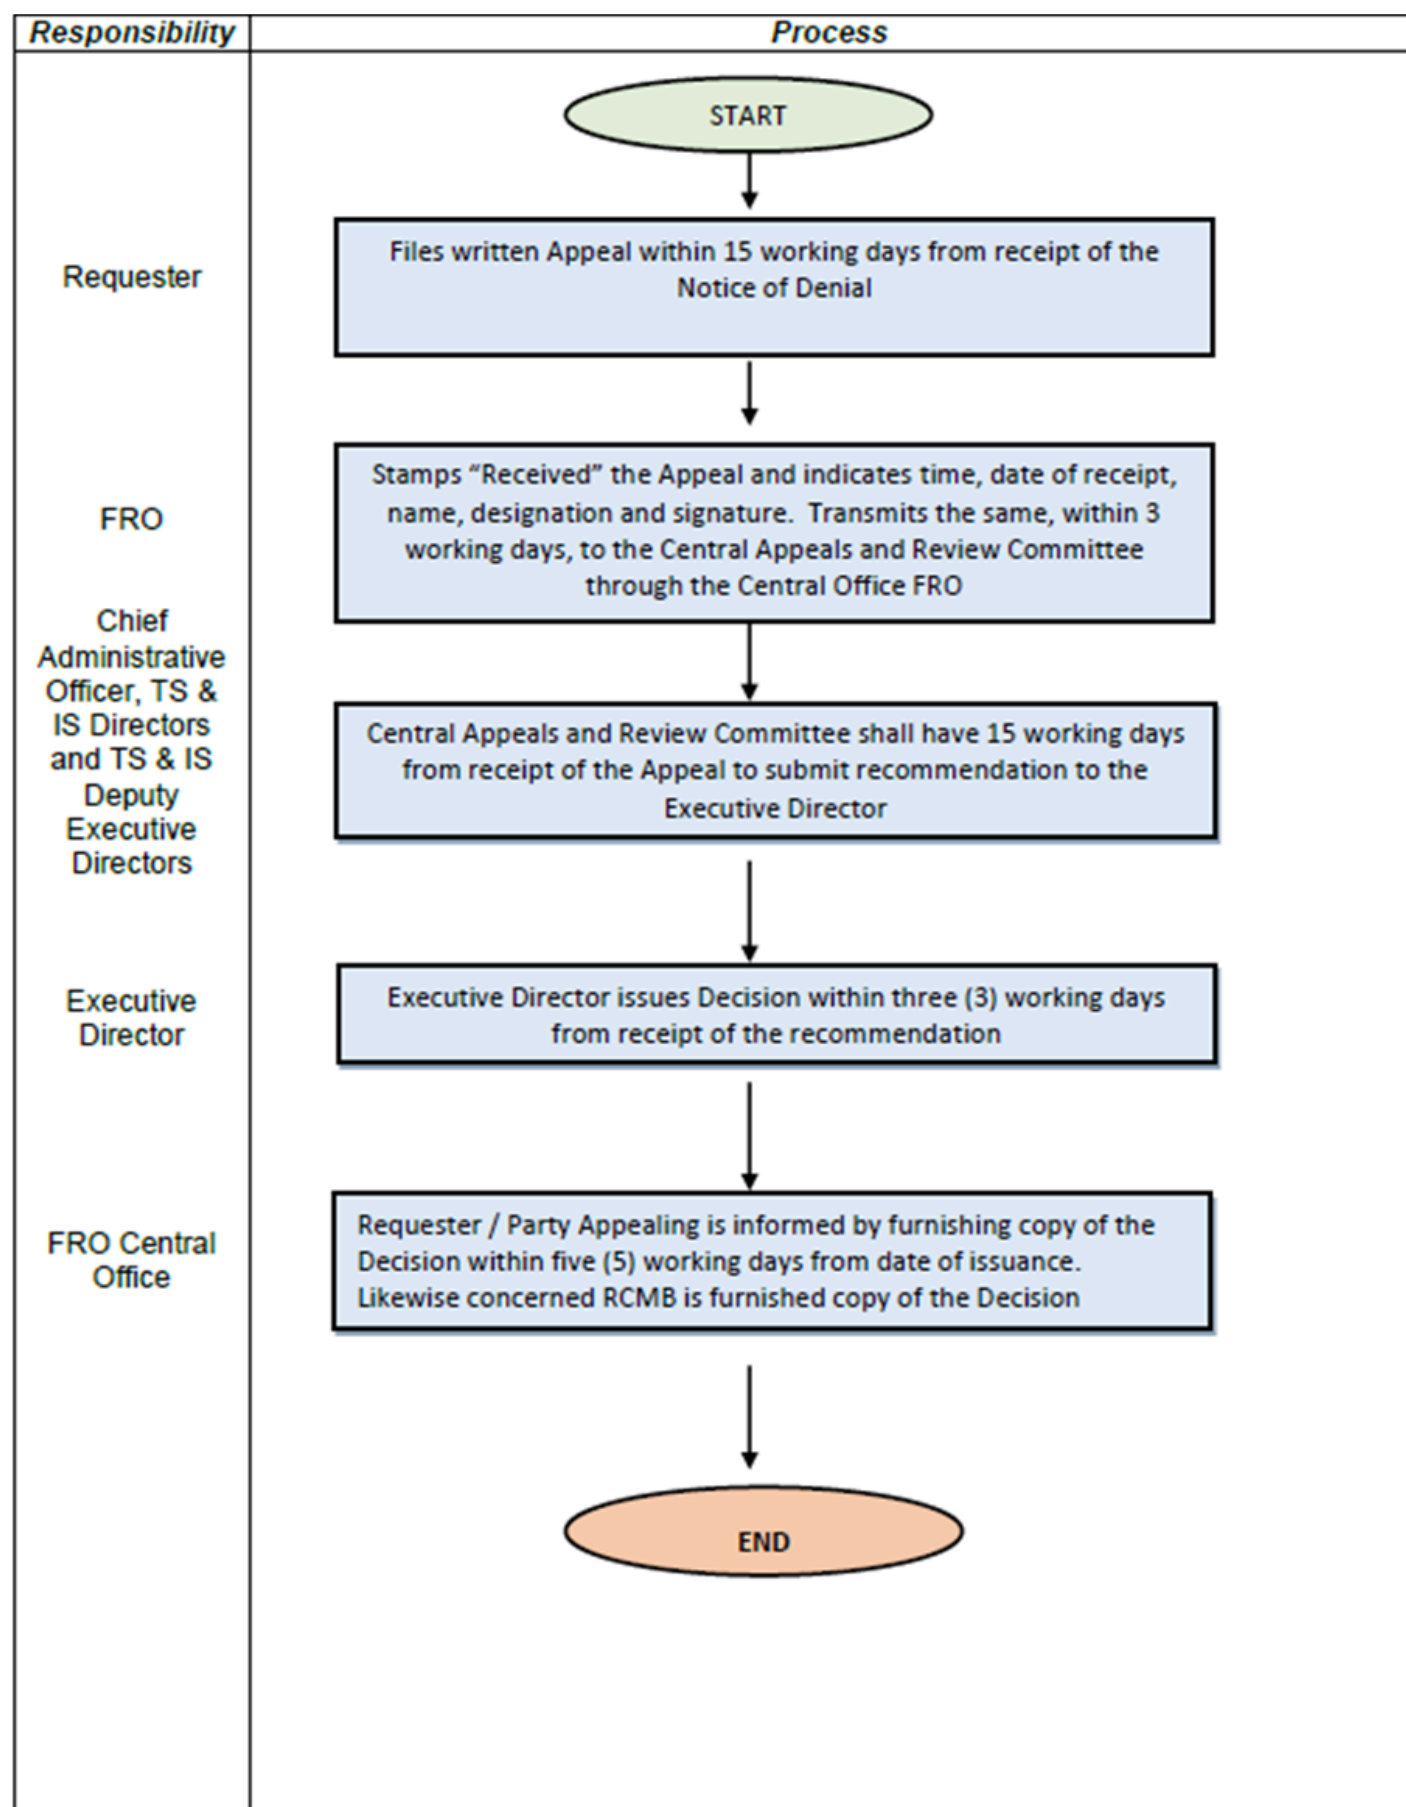 Responsibility
Process
START
Requester
Files written Appeal within 15 working days from receipt of the
Notice of Denial
FRO
Stamps “Received” the Appeal and indicates time, date of receipt,
name, designation and signature.  Transmits the same, within 3
working days, to the Central Appeals and Review Committee
through the Central Office FRO
Chief
Administrative
Officer, TS &
IS Directors
and TS & IS
Deputy
Executive
Directors
Central Appeals and Review Committee shall have 15 working days
from receipt of the Appeal to submit recommendation to the
Executive Director
Executive
Director
Executive Director issues Decision within three (3) working days
from receipt of the recommendation
FRO Central
Office
Requester / Party Appealing is informed by furnishing copy of the
Decision within five (5) working days from date of issuance.
Likewise concerned RCMB is furnished copy of the Decision
END